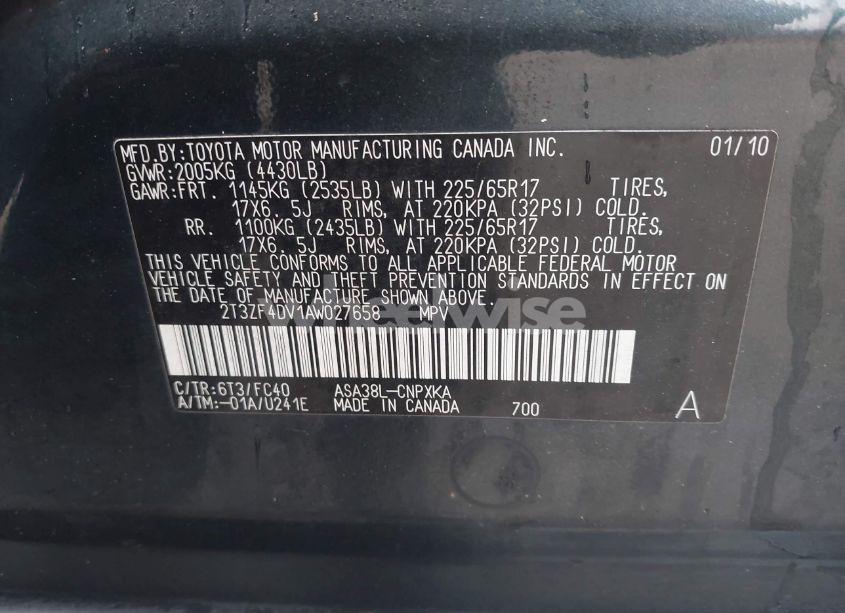 MFD.BY:TOYOTA MOTOR MANUFACTURING CANADA INC. 01/10
GVWR:2005KG (4430LB)
GAWR:FRT. 1145KG (2535LB) WITH 225/65R17 TIRES,
17X6.5J RIMS, AT 220KPA (32PSI) COLD.
RR. 1100KG (2435LB) WITH 225/65R17 TIRES,
17X6.5J RIMS, AT 220KPA (32PSI) COLD.
THIS VEHICLE CONFORMS TO ALL APPLICABLE FEDERAL MOTOR
VEHICLE SAFETY AND THEFT PREVENTION STANDARDS IN EFFECT ON
THE DATE OF MANUFACTURE SHOWN ABOVE.
wheelwise
2T3ZF4DV1AW027658 MPV
C/TR:6T3/FC40 ASA38L-CNPXKA
A/TM:-01A/U241E MADE IN CANADA 700 A